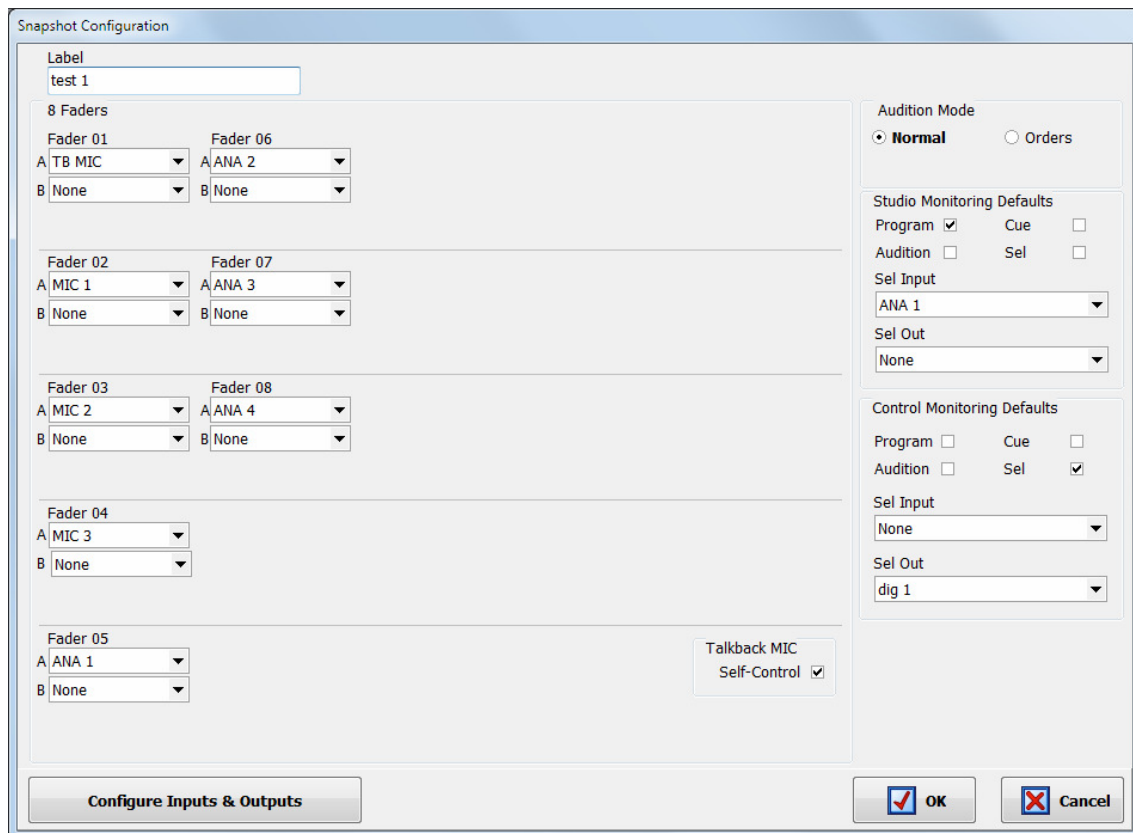 Snapshot Configuration
Label
test 1
8 Faders
Fader 01
A TB MIC
B None
Fader 06
A ANA 2
B None
Fader 02
A MIC 1
B None
Fader 07
A ANA 3
B None
Fader 03
A MIC 2
B None
Fader 08
A ANA 4
B None
Fader 04
A MIC 3
B None
Fader 05
A ANA 1
B None
Talkback MIC
Self-Control
Audition Mode
Normal Orders
Studio Monitoring Defaults
Program Cue
Audition Sel
Sel Input
ANA 1
Sel Out
None
Control Monitoring Defaults
Program Cue
Audition Sel
Sel Input
None
Sel Out
dig 1
Configure Inputs & Outputs
OK
Cancel